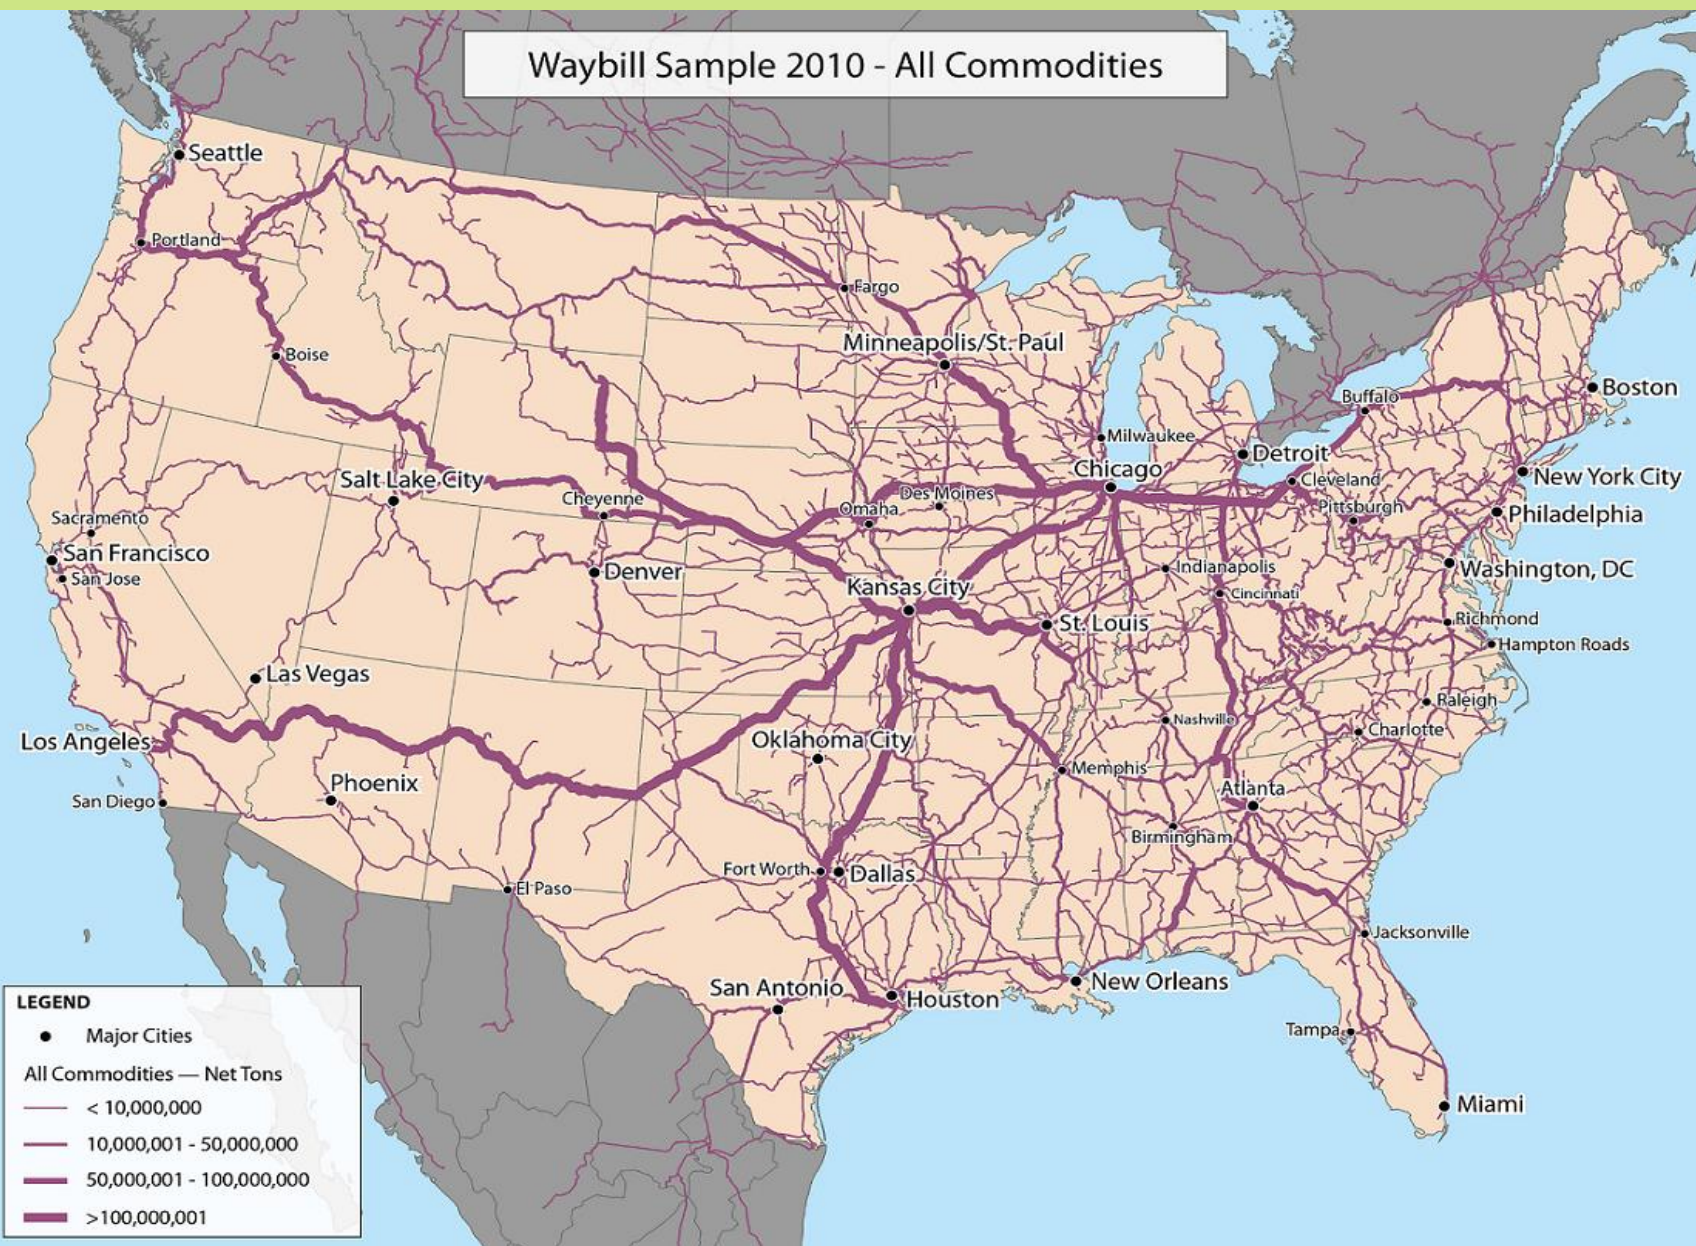 Waybill Sample 2010 - All Commodities
Seattle
Portland
Fargo
Minneapolis/St. Paul
Boise
Buffalo
Boston
Milwaukee
Detroit
Chicago
Salt Lake City
Cleveland
New York City
Cheyenne
Des Moines
Omaha
Pittsburgh
Philadelphia
Sacramento
San Francisco
San Jose
Denver
Indianapolis
Washington, DC
Kansas City
Cincinnati
St. Louis
Richmond
Hampton Roads
Las Vegas
Raleigh
Nashville
Charlotte
Los Angeles
Oklahoma City
Memphis
Phoenix
Atlanta
San Diego
Birmingham
Fort Worth
Dallas
El Paso
Jacksonville
New Orleans
San Antonio
Houston
Tampa
Miami
LEGEND
Major Cities
All Commodities — Net Tons
< 10,000,000
10,000,001 - 50,000,000
50,000,001 - 100,000,000
>100,000,001